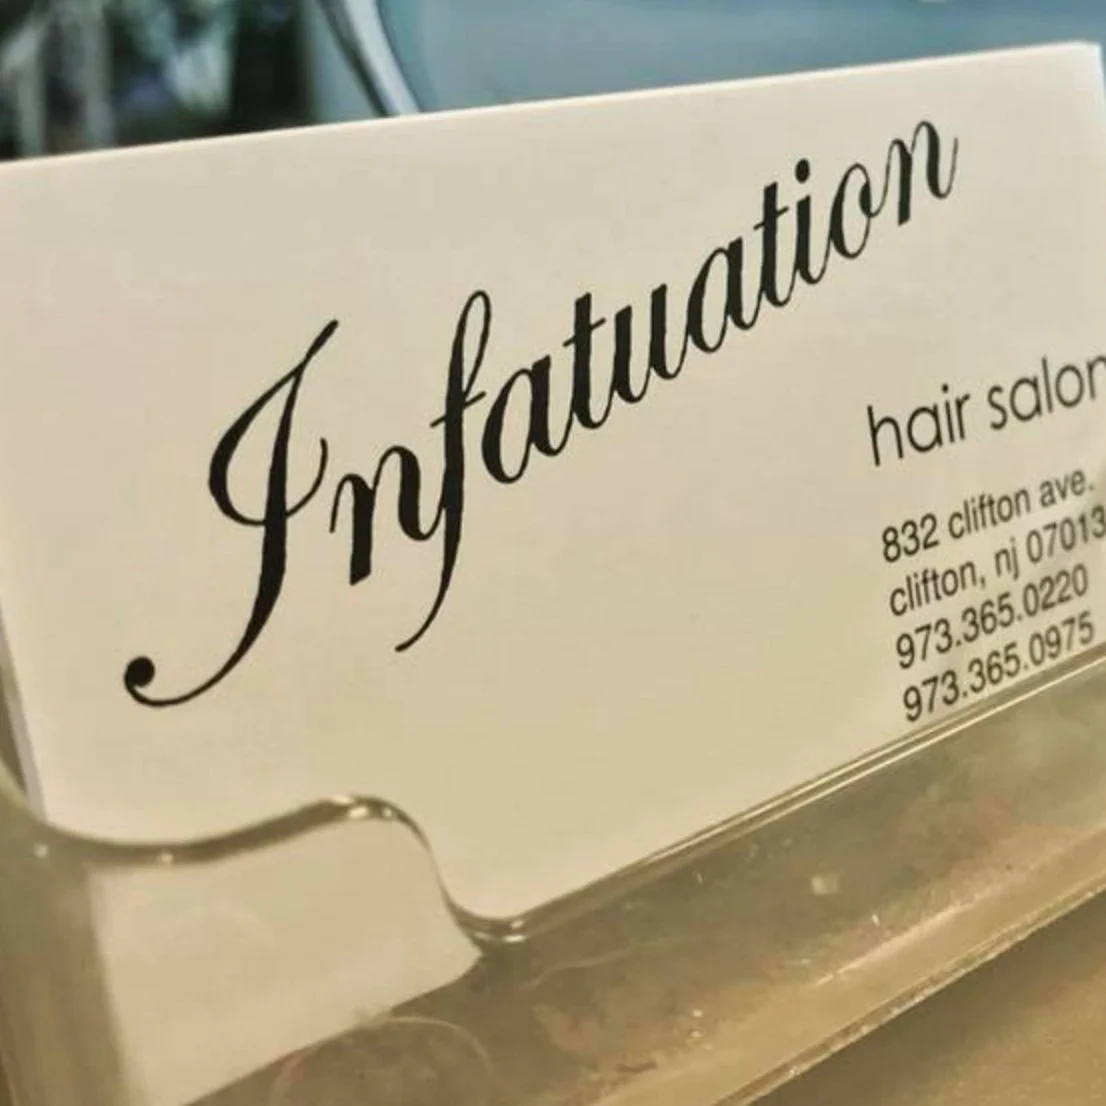 Infatuation
hair salon
832 clifton ave.
clifton, nj 07013
973.365.0220
973.365.0975